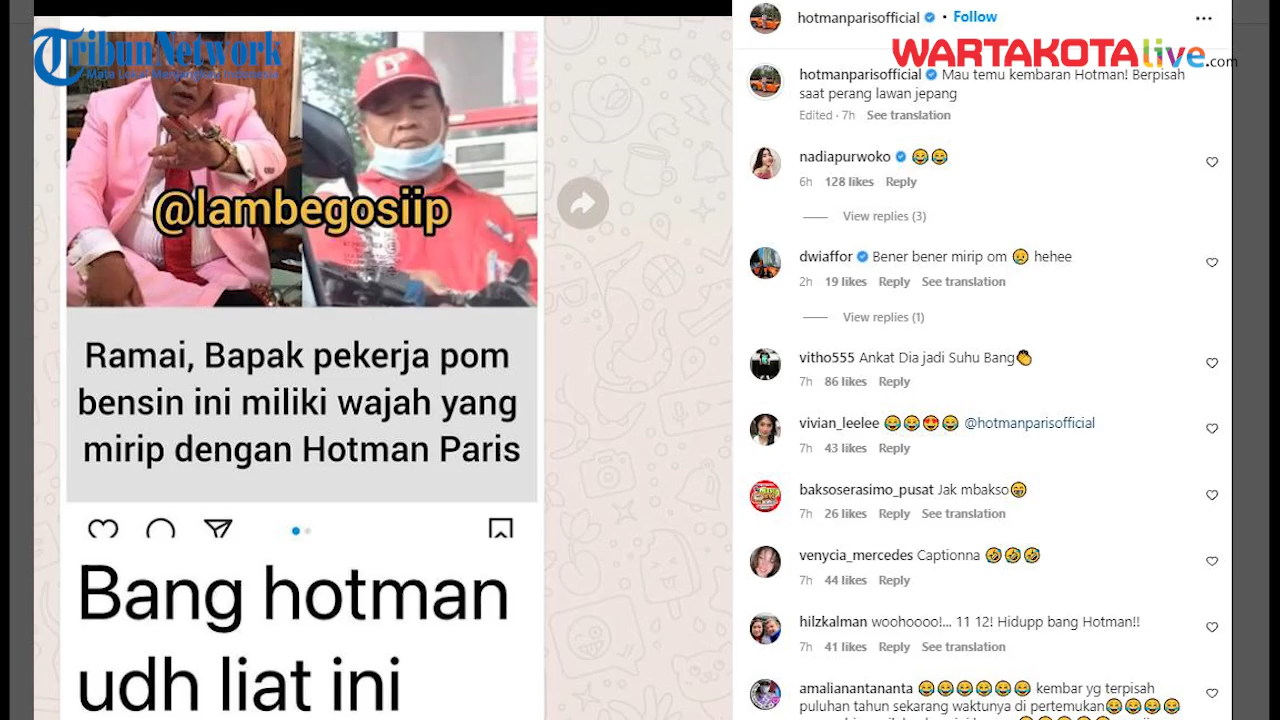 TribunNetwork
Mata Lokal Menjangkau Indonesia
@lambegosiip
Ramai, Bapak pekerja pom
bensin ini miliki wajah yang
mirip dengan Hotman Paris
Bang hotman
udh liat ini
hotmanparisofficial • Follow
WARTAKOTAlive.com
hotmanparisofficial Mau temu kembaran Hotman! Berpisah
saat perang lawan jepang
Edited · 7h See translation
nadiapurwoko 😂😂
6h 128 likes Reply
View replies (3)
dwiaffor Bener bener mirip om 😥 hehee
2h 19 likes Reply See translation
View replies (1)
vitho555 Ankat Dia jadi Suhu Bang👏
7h 86 likes Reply
vivian_leelee 😂😂😍😂 @hotmanparisofficial
7h 43 likes Reply
baksoserasimo_pusat Jak mbakso😁
7h 26 likes Reply See translation
venycia_mercedes Captionna 🤣🤣🤣
7h 44 likes Reply
hilzkalman woohoooo!... 11 12! Hidupp bang Hotman!!
7h 41 likes Reply See translation
amalianantananta 😂😂😂😂😂😂 kembar yg terpisah
puluhan tahun sekarang waktunya di pertemukan😂😂😂😂